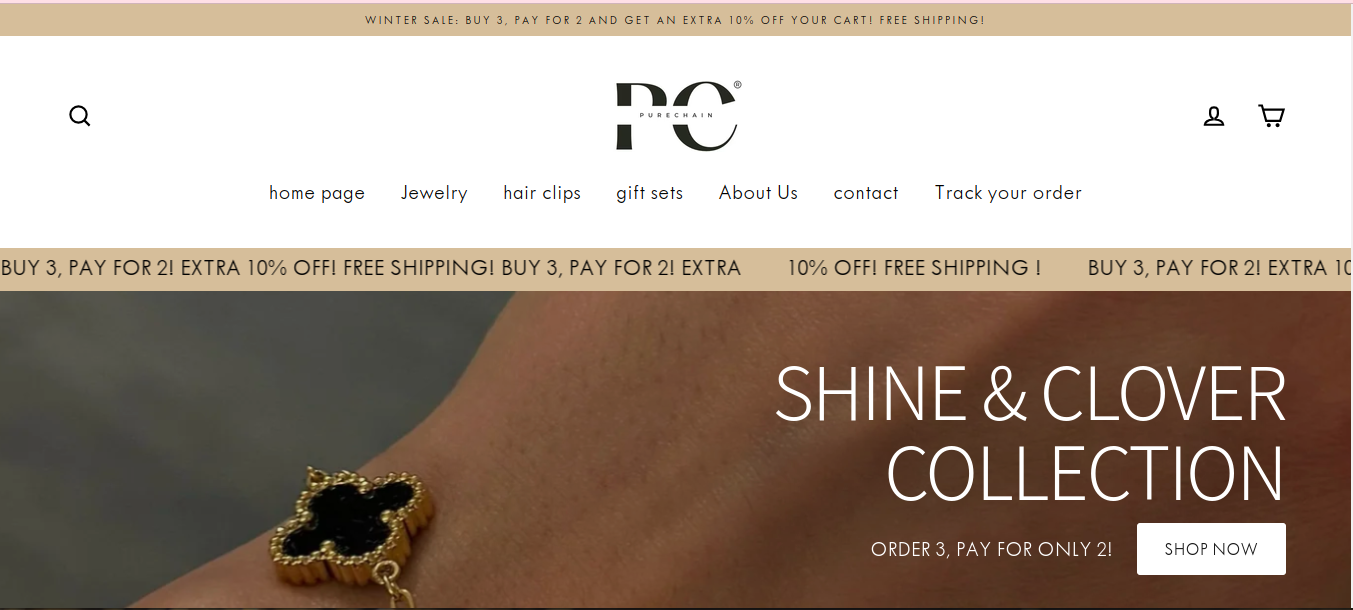 WINTER SALE: BUY 3, PAY FOR 2 AND GET AN EXTRA 10% OFF YOUR CART! FREE SHIPPING!
PC®
PURECHAIN
home page Jewelry hair clips gift sets About Us contact Track your order
BUY 3, PAY FOR 2! EXTRA 10% OFF! FREE SHIPPING! BUY 3, PAY FOR 2! EXTRA 10% OFF! FREE SHIPPING ! BUY 3, PAY FOR 2! EXTRA 10
SHINE & CLOVER
COLLECTION
ORDER 3, PAY FOR ONLY 2! SHOP NOW